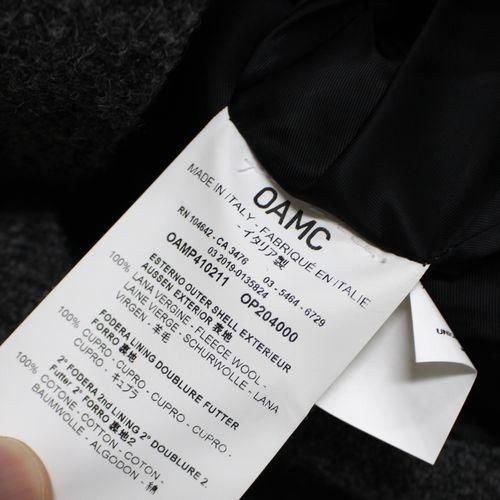 OAMC
MADE IN ITALY - FABRIQUÉ EN ITALIE
- イタリア製
RN 104642 - CA 3476 03 - 5464 - 6729
03 2019-0135824
OAMP410211 OP204000
ESTERNO OUTER SHELL EXTERIEUR
AUSSEN EXTERIOR 表地
100% LANA VERGINE - FLEECE WOOL -
LAINE VIERGE - SCHURWOLLE - LANA
VIRGEN - 羊毛
FODERA LINING DOUBLURE FUTTER
FORRO 裏地
100% CUPRO - CUPRO - CUPRO - CUPRO -
CUPRO - キュプラ
2° FODERA 2nd LINING 2° DOUBLURE 2.
Futter 2° FORRO 裏地2
100% COTONE - COTTON - COTON -
BAUMWOLLE - ALGODON - 綿